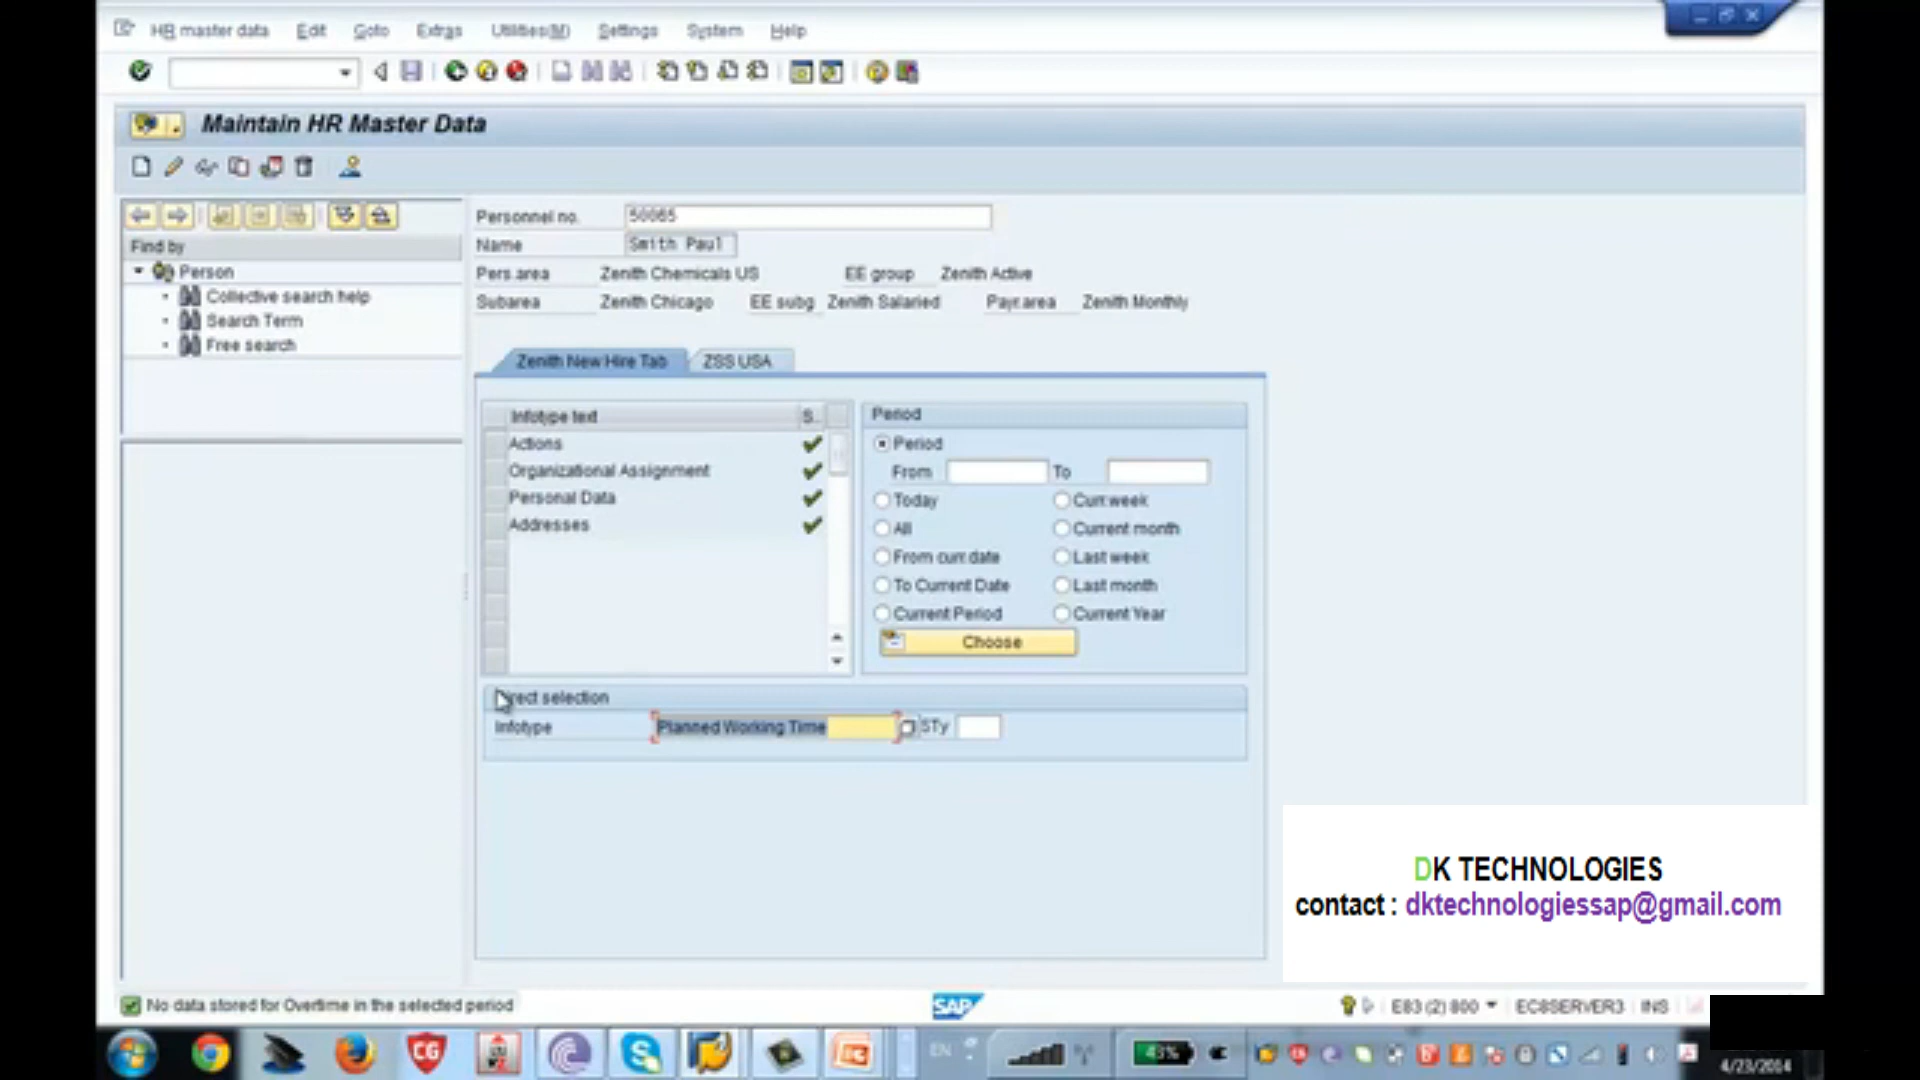 HR master data Edit Goto Extras Utilities(M) Settings System Help
Maintain HR Master Data
Find by
Person
Collective search help
Search Term
Free search
Personnel no. 50065
Name Smith Paul
Pers.area Zenith Chemicals US EE group Zenith Active
Subarea Zenith Chicago EE subg Zenith Salaried Payr.area Zenith Monthly
Zenith New Hire Tab ZSS USA
Infotype text S..
Actions
Organizational Assignment
Personal Data
Addresses
Period
Period
From To
Today Curr.week
All Current month
From curr.date Last week
To Current Date Last month
Current Period Current Year
Choose
Direct selection
Infotype Planned Working Time STy
DK TECHNOLOGIES
contact : dktechnologiessap@gmail.com
No data stored for Overtime in the selected period
SAP
E83 (2) 800 EC8SERVER3 INS
CG
EN
43%
4/23/2014